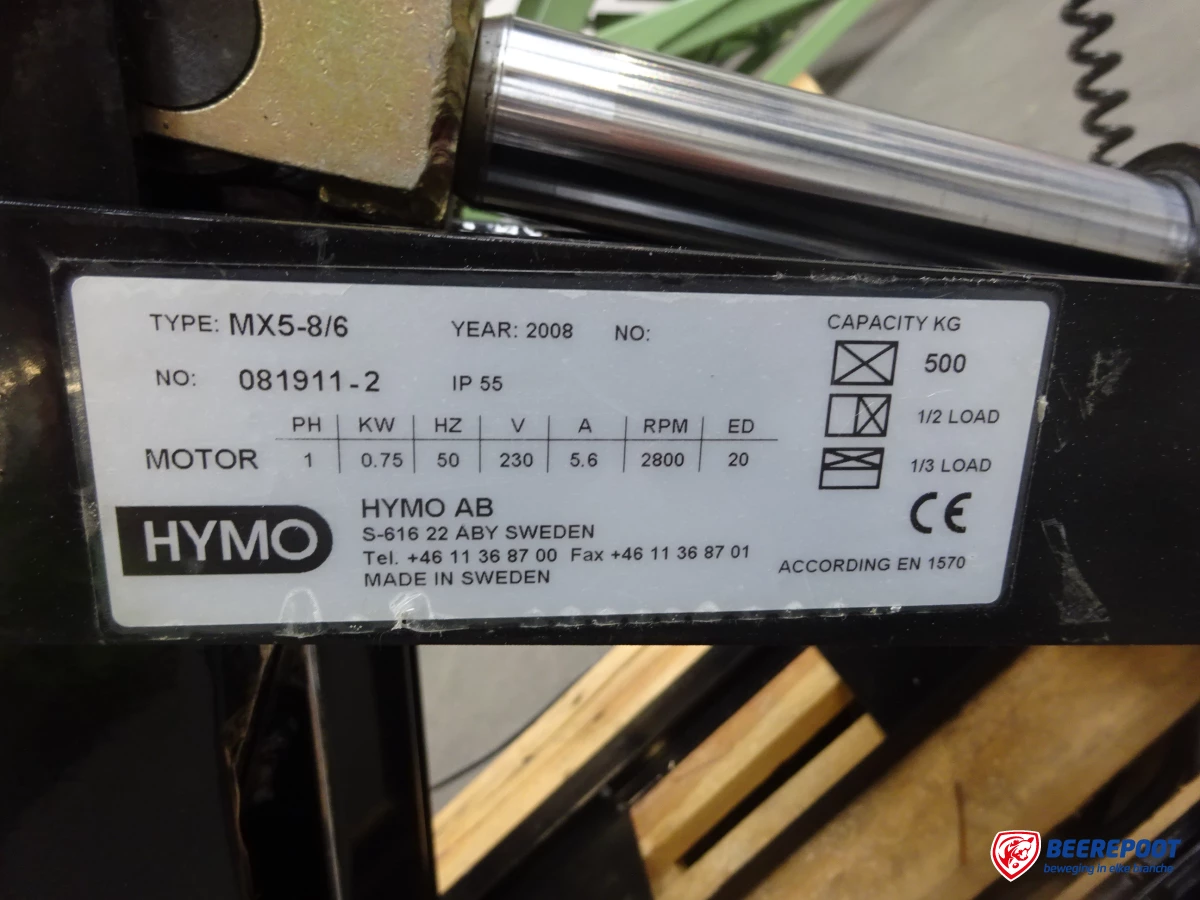 TYPE: MX5-8/6 YEAR: 2008 NO: CAPACITY KG
500
NO: 081911-2 IP 55
1/2 LOAD
PH KW HZ V A RPM ED
MOTOR 1 0.75 50 230 5.6 2800 20
1/3 LOAD
HYMO
HYMO AB
S-616 22 ABY SWEDEN
Tel. +46 11 36 87 00 Fax +46 11 36 87 01
MADE IN SWEDEN
CE
ACCORDING EN 1570
BEEREPOOT
beweging in elke branche